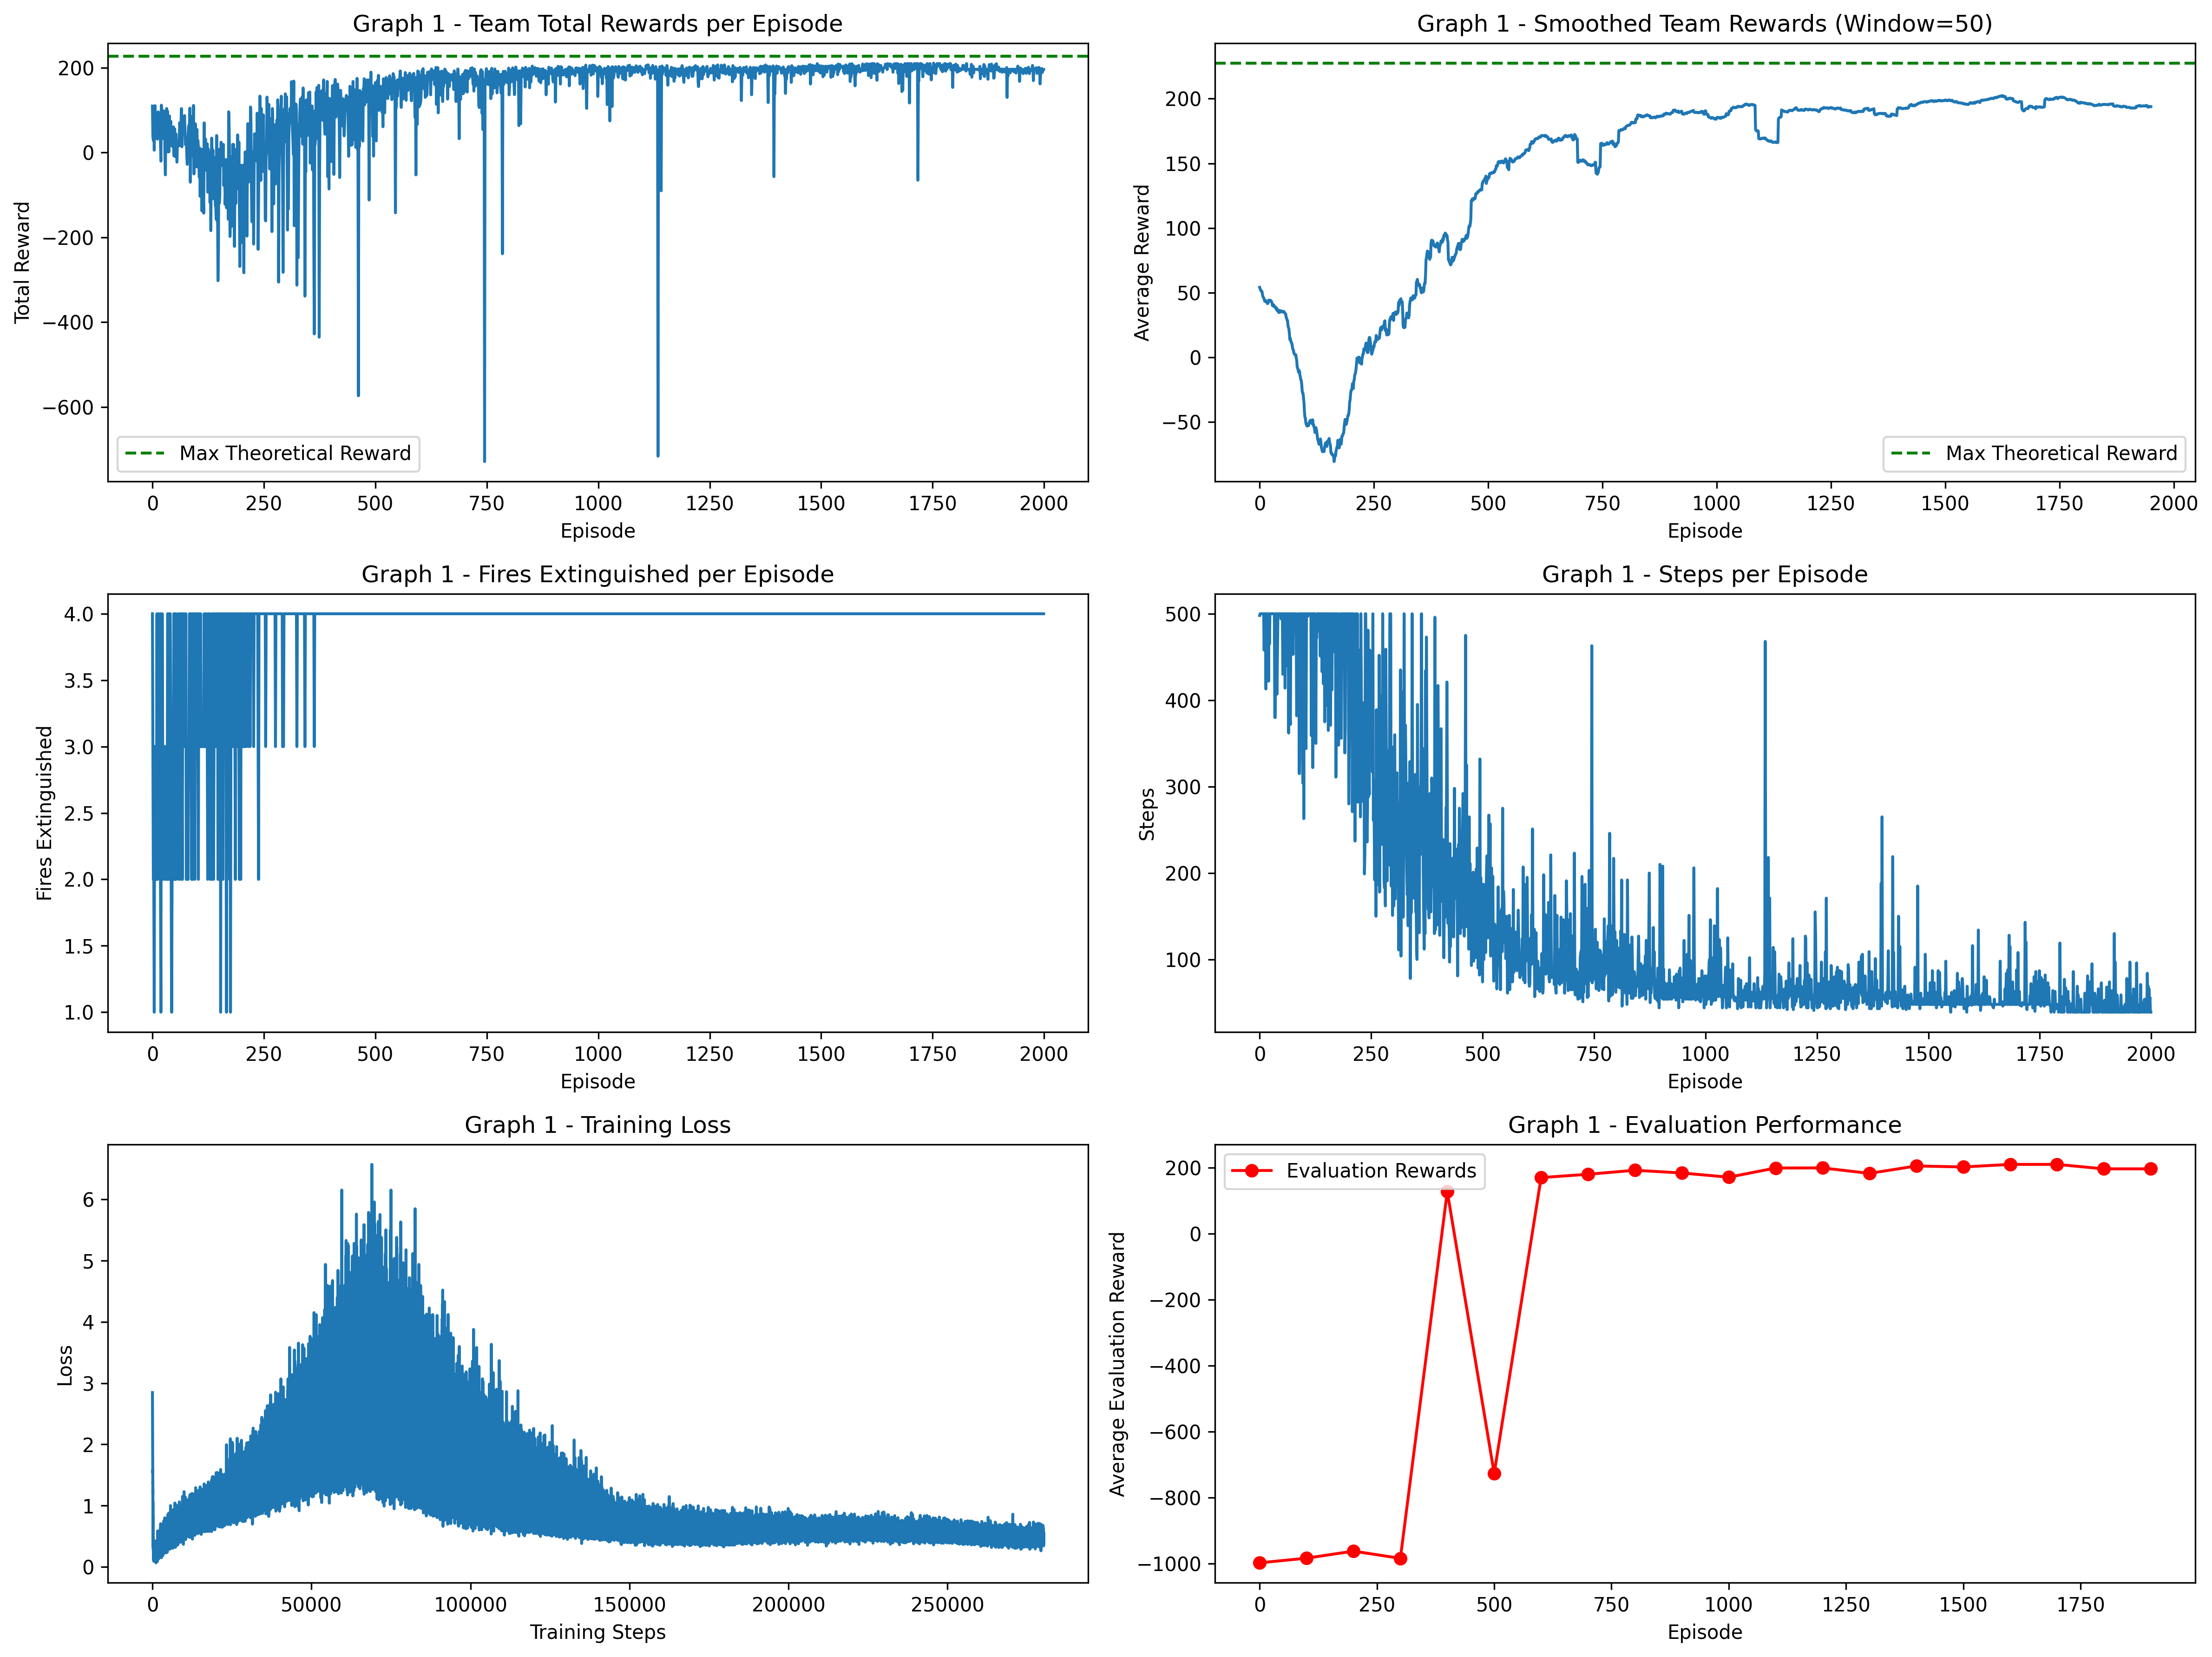 Graph 1 - Team Total Rewards per Episode
200
0
−200
−400
−600
Total Reward
Max Theoretical Reward
0 250 500 750 1000 1250 1500 1750 2000
Episode
Graph 1 - Smoothed Team Rewards (Window=50)
200
150
100
50
0
−50
Average Reward
Max Theoretical Reward
0 250 500 750 1000 1250 1500 1750 2000
Episode
Graph 1 - Fires Extinguished per Episode
4.0
3.5
3.0
2.5
2.0
1.5
1.0
Fires Extinguished
0 250 500 750 1000 1250 1500 1750 2000
Episode
Graph 1 - Steps per Episode
500
400
300
200
100
Steps
0 250 500 750 1000 1250 1500 1750 2000
Episode
Graph 1 - Training Loss
6
5
4
3
2
1
0
Loss
0 50000 100000 150000 200000 250000
Training Steps
Graph 1 - Evaluation Performance
Evaluation Rewards
200
0
−200
−400
−600
−800
−1000
Average Evaluation Reward
0 250 500 750 1000 1250 1500 1750
Episode